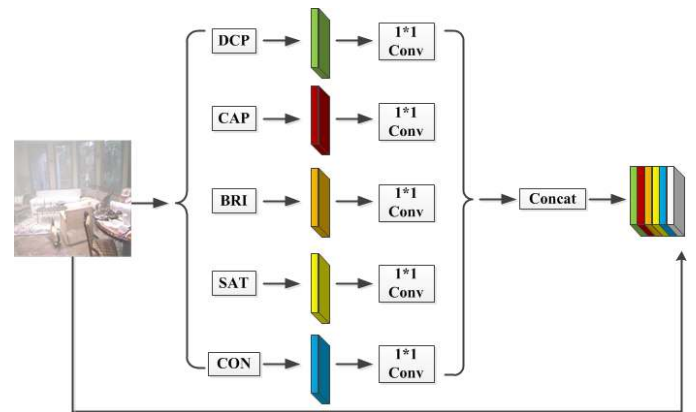 DCP
1*1
Conv
CAP
1*1
Conv
BRI
1*1
Conv
Concat
SAT
1*1
Conv
CON
1*1
Conv